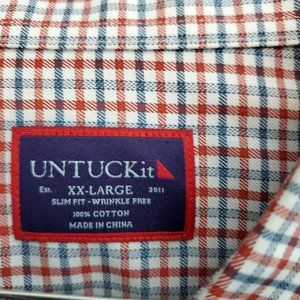 UNTUCKit
Est. XX-LARGE 2011
SLIM FIT - WRINKLE FREE
100% COTTON
MADE IN CHINA